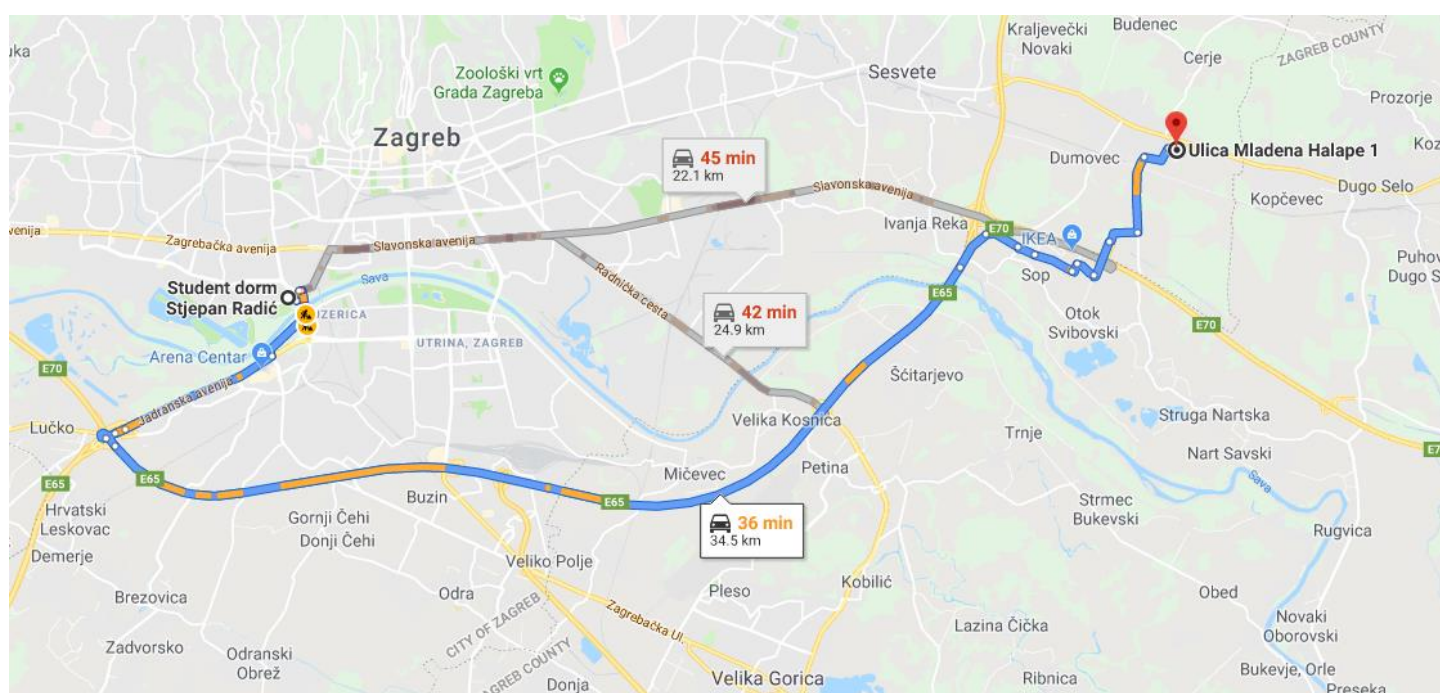 Kraljevečki
Novaki
Budenec
ZAGREB COUNTY
uka
Cerje
Zoološki vrt
Grada Zagreba
Sesvete
Prozorje
Zagreb
45 min
22.1 km
Dumovec
Ulica Mladena Halape 1
Koz
Slavonska avenija
Dugo Selo
Kopčevec
venija
Zagrebačka avenija
Slavonska avenija
Ivanja Reka
E70
IKEA
Puhov
Dugo S
Sava
Radnička cesta
Sop
Student dorm
Stjepan Radić
E65
IZERICA
42 min
24.9 km
Otok
Svibovski
E70
UTRINA, ZAGREB
Arena Centar
E70
Šćitarjevo
Jadranska avenija
Velika Kosnica
Struga Nartska
Lučko
Trnje
Nart Savski
E7
Mičevec
Petina
E65
E65
Sava
Buzin
E65
Strmec
Bukevski
Hrvatski
Leskovac
Gornji Čehi
Donji Čehi
36 min
34.5 km
Rugvica
Demerje
Veliko Polje
Kobilić
Pleso
Obed
Brezovica
Odra
Zagrebačka Ul.
Novaki
Oborovski
CITY OF ZAGREB
Lazina Čička
Zadvorsko
Odranski
Obrež
ZAGREB COUNTY
Bukevje, Orle
Velika Gorica
Ribnica
Donja
Preseka